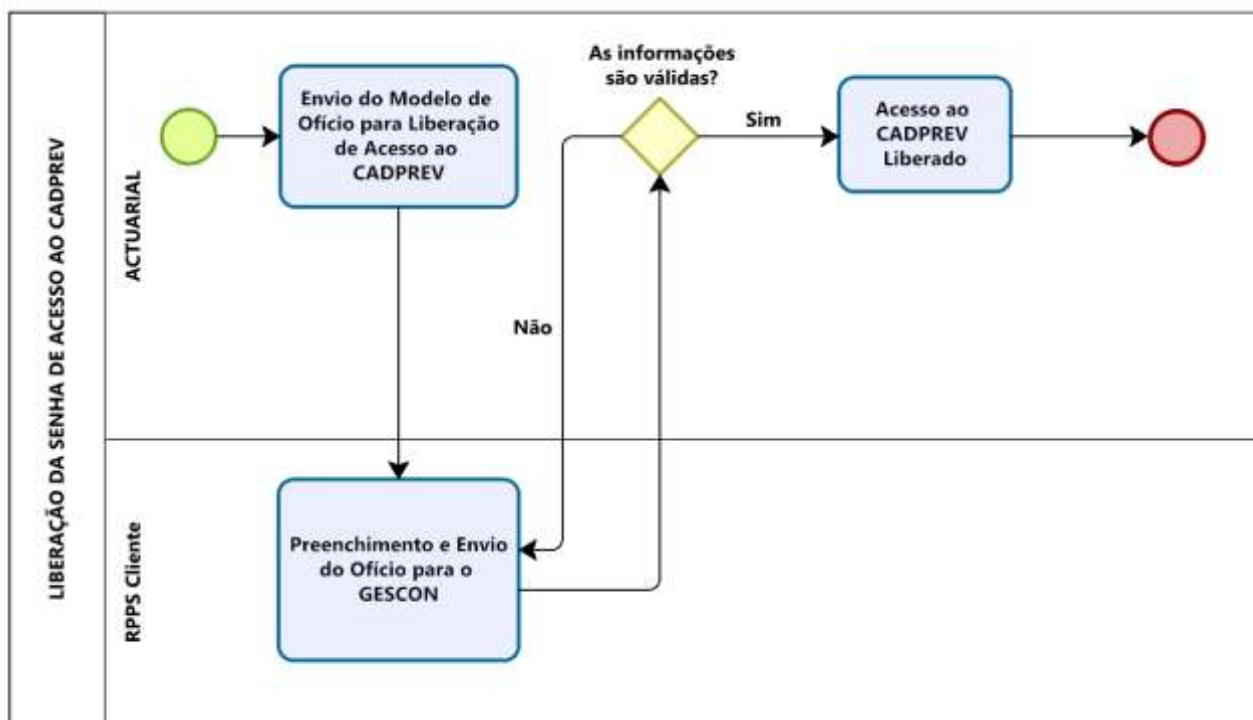 LIBERAÇÃO DA SENHA DE ACESSO AO CADPREV
ACTUARIAL
Envio do Modelo de
Ofício para Liberação
de Acesso ao
CADPREV
As informações
são válidas?
Sim
Acesso ao
CADPREV
Liberado
Não
RPPS Cliente
Preenchimento e Envio
do Ofício para o
GESCON